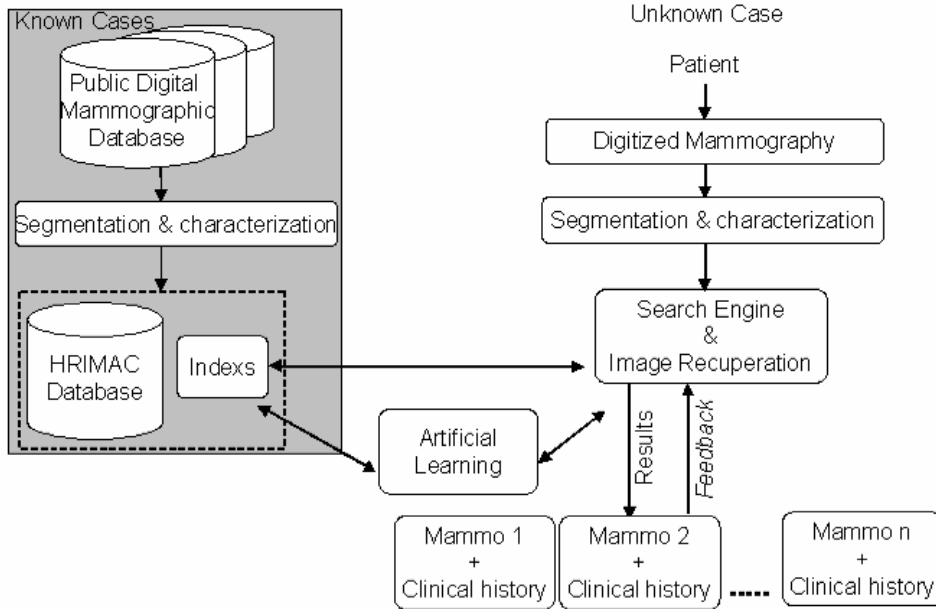 Known Cases
Public Digital
Mammographic
Database
Segmentation & characterization
HRIMAC
Database
Indexs
Unknown Case
Patient
Digitized Mammography
Segmentation & characterization
Search Engine
&
Image Recuperation
Artificial
Learning
Results
Feedback
Mammo 1
+
Clinical history
Mammo 2
+
Clinical history
Mammo n
+
Clinical history